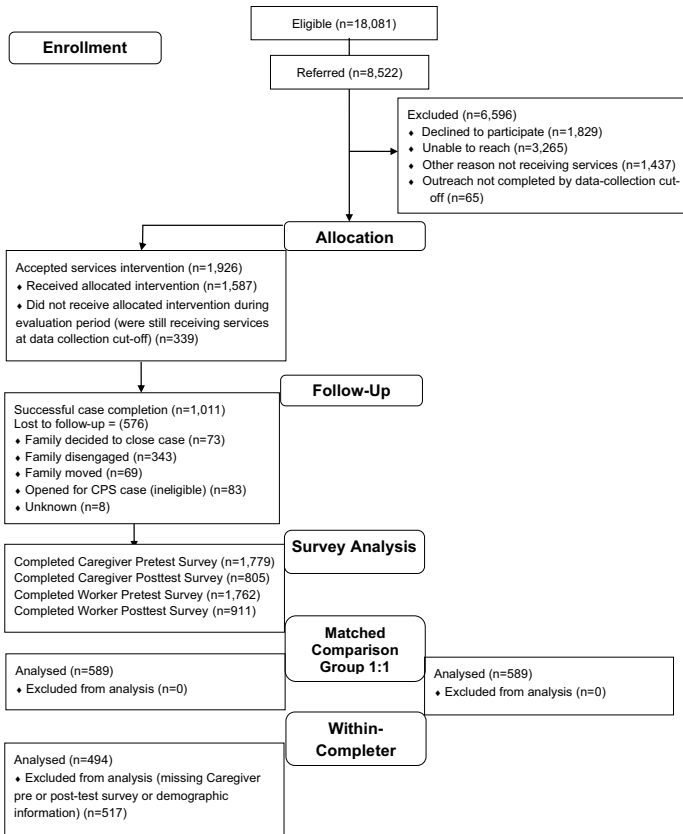 Eligible (n=18,081)
Enrollment
Referred (n=8,522)
Excluded (n=6,596)
♦ Declined to participate (n=1,829)
♦ Unable to reach (n=3,265)
♦ Other reason not receiving services (n=1,437)
♦ Outreach not completed by data-collection cut-
off (n=65)
Allocation
Accepted services intervention (n=1,926)
♦ Received allocated intervention (n=1,587)
♦ Did not receive allocated intervention during
evaluation period (were still receiving services
at data collection cut-off) (n=339)
Follow-Up
Successful case completion (n=1,011)
Lost to follow-up = (576)
♦ Family decided to close case (n=73)
♦ Family disengaged (n=343)
♦ Family moved (n=69)
♦ Opened for CPS case (ineligible) (n=83)
♦ Unknown (n=8)
Survey Analysis
Completed Caregiver Pretest Survey (n=1,779)
Completed Caregiver Posttest Survey (n=805)
Completed Worker Pretest Survey (n=1,762)
Completed Worker Posttest Survey (n=911)
Matched
Comparison
Group 1:1
Analysed (n=589)
♦ Excluded from analysis (n=0)
Analysed (n=589)
♦ Excluded from analysis (n=0)
Within-
Completer
Analysed (n=494)
♦ Excluded from analysis (missing Caregiver
pre or post-test survey or demographic
information) (n=517)